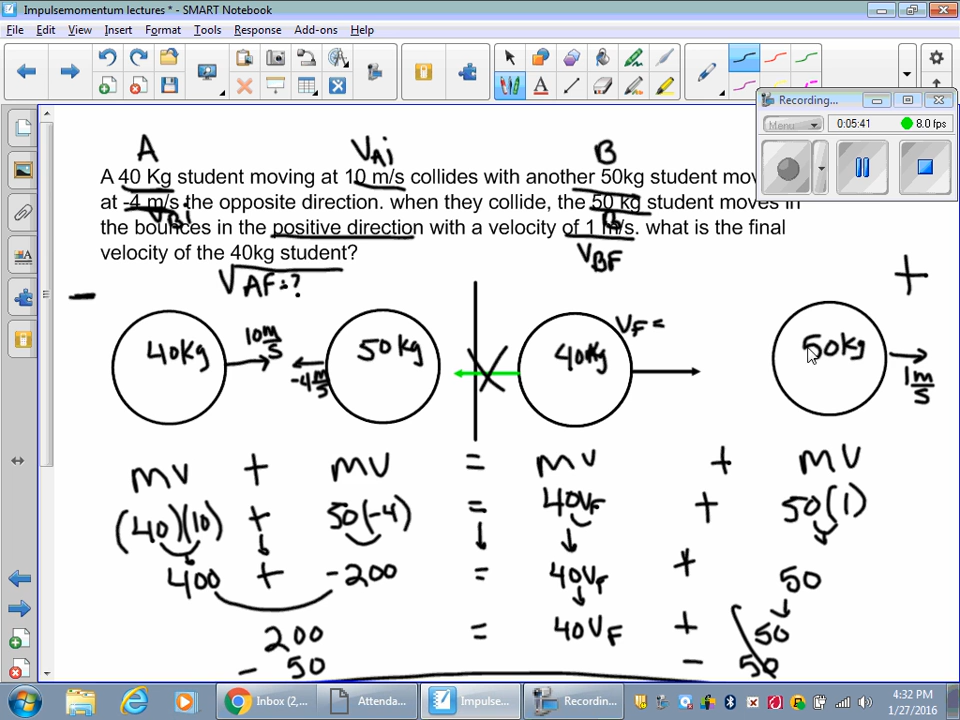 Impulsemomentum lectures * - SMART Notebook
File Edit View Insert Format Tools Response Add-ons Help
Recording...
Menu 0:05:41 8.0 fps
A VAi B
A 40 Kg student moving at 10 m/s collides with another 50kg student mov
at -4 m/s the opposite direction. when they collide, the 50 kg student moves in
VBi B
the bounces in the positive direction with a velocity of 1 m/s. what is the final
VBF
velocity of the 40kg student?
VAF=?
- +
40kg 10m/s -4m/s 50kg 40kg VF = 50kg 1m/s
mv + mv = mv + mv
(40)(10) + 50(-4) = 40VF + 50(1)
400 + -200 = 40VF + 50
200 = 40VF + 50
- 50 - 50
Inbox (2,... Attenda... Impulse... Recordin...
4:32 PM
1/27/2016